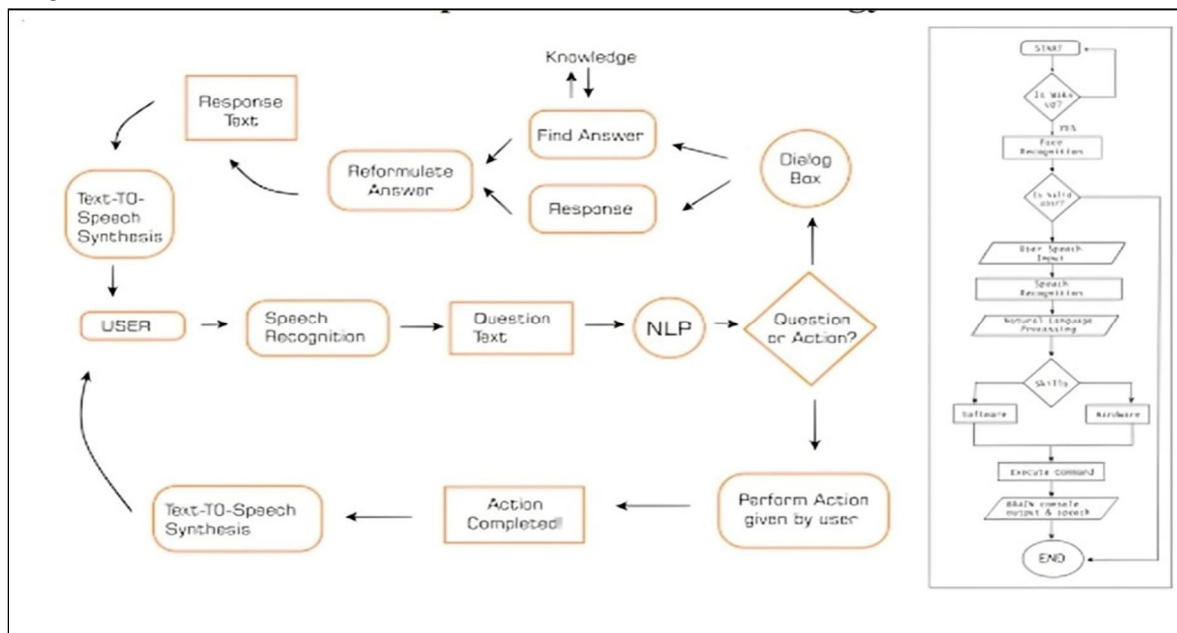 Knowledge
Response
Text
Find Answer
Dialog
Box
Reformulate
Answer
Response
Text-TO-
Speech
Synthesis
USER
Speech
Recognition
Question
Text
NLP
Question
or Action?
Text-TO-Speech
Synthesis
Action
Completed
Perform Action
given by user
START
Is Wake
up?
YES
Face
Recognition
Is Valid
user?
User Speech
Input
Speech
Recognition
Natural Language
Processing
Skills
Software
Hardware
Execute Command
BRAIN console
output & speech
END